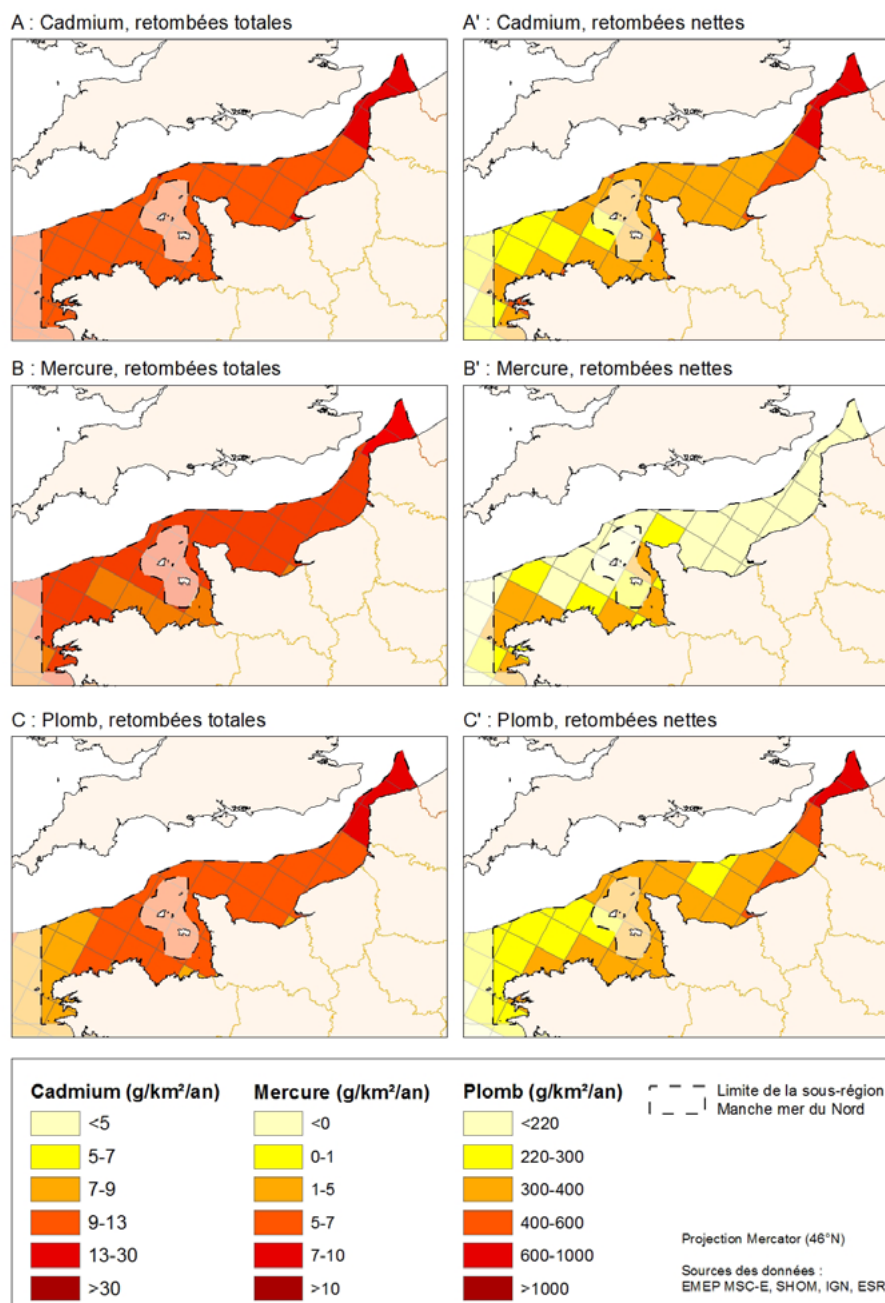 A : Cadmium, retombées totales
A' : Cadmium, retombées nettes
B : Mercure, retombées totales
B' : Mercure, retombées nettes
C : Plomb, retombées totales
C' : Plomb, retombées nettes
Cadmium (g/km²/an)
<5
5-7
7-9
9-13
13-30
>30
Mercure (g/km²/an)
<0
0-1
1-5
5-7
7-10
>10
Plomb (g/km²/an)
<220
220-300
300-400
400-600
600-1000
>1000
Limite de la sous-région
Manche mer du Nord
Projection Mercator (46°N)
Sources des données :
EMEP MSC-E, SHOM, IGN, ESR